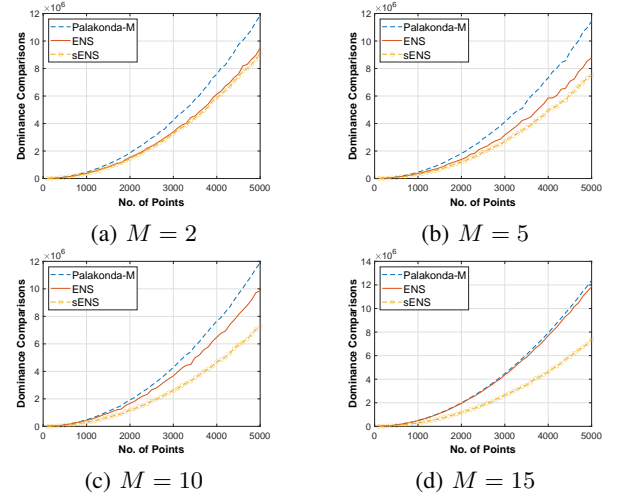 ×10⁶
12
10
8
6
4
2
0
Dominance Comparisons
Palakonda-M
ENS
sENS
0 1000 2000 3000 4000 5000
No. of Points
(a) M = 2
×10⁶
12
10
8
6
4
2
0
Dominance Comparisons
Palakonda-M
ENS
sENS
0 1000 2000 3000 4000 5000
No. of Points
(b) M = 5
×10⁶
12
10
8
6
4
2
0
Dominance Comparisons
Palakonda-M
ENS
sENS
0 1000 2000 3000 4000 5000
No. of Points
(c) M = 10
×10⁶
14
12
10
8
6
4
2
0
Dominance Comparisons
Palakonda-M
ENS
sENS
0 1000 2000 3000 4000 5000
No. of Points
(d) M = 15